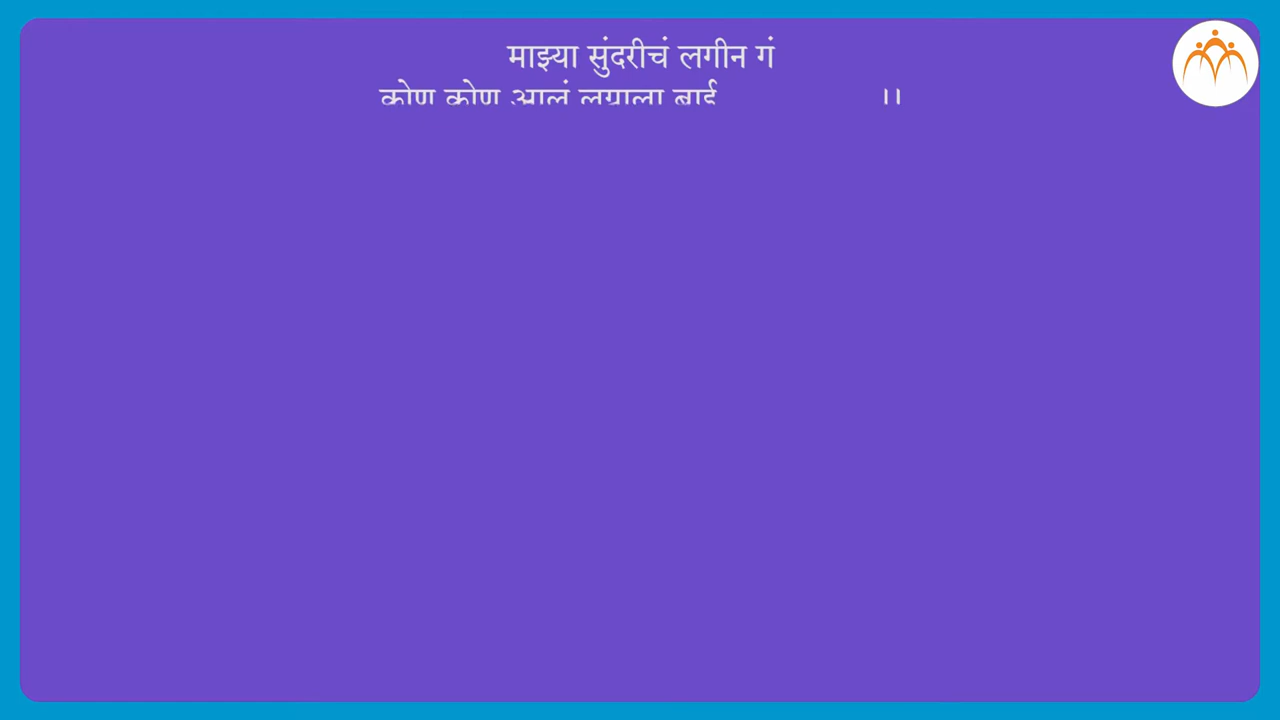 माझ्या सुंदरीचं लगीन गं
कोण कोण आलं लग्नाला बाई ।।